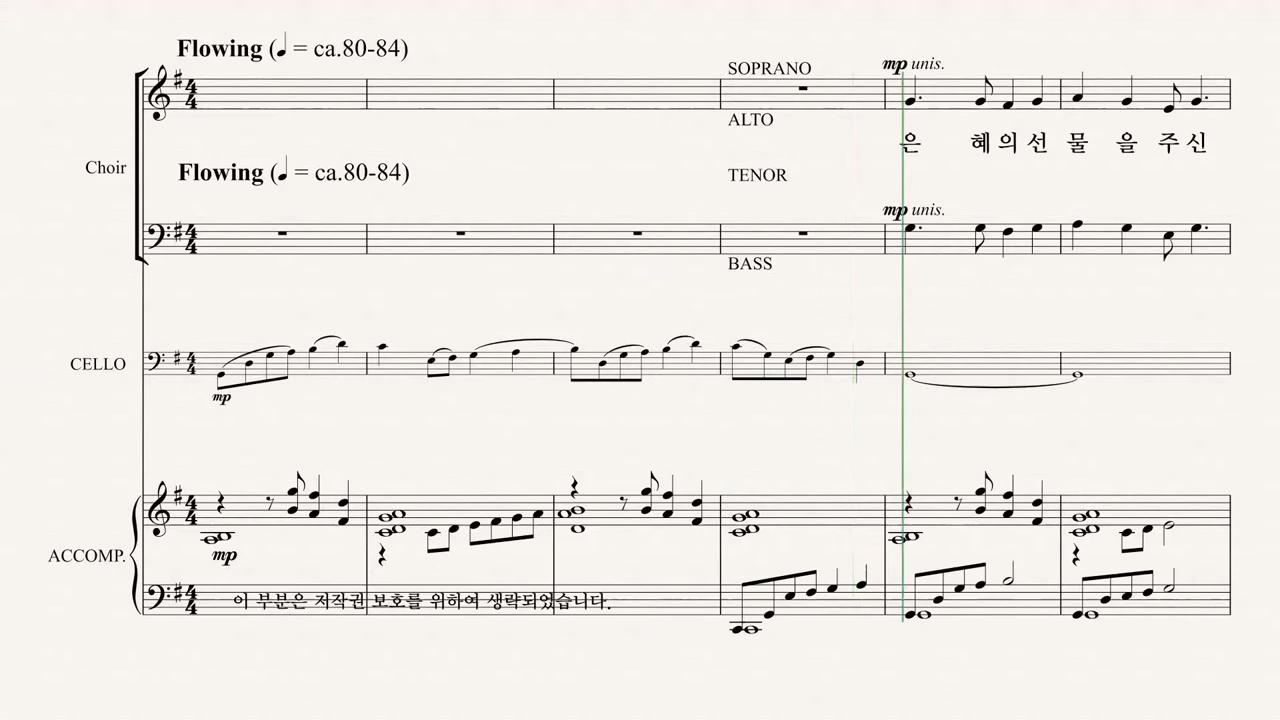 Flowing (♩ = ca.80-84)
SOPRANO
mp unis.
ALTO
은 혜의선 물 을 주신
Choir
Flowing (♩ = ca.80-84)
TENOR
mp unis.
BASS
CELLO
mp
mp
ACCOMP.
이 부분은 저작권 보호를 위하여 생략되었습니다.